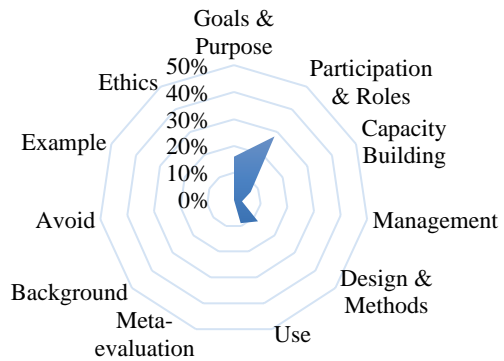 Goals &
Purpose
Participation
& Roles
Capacity
Building
Management
Design &
Methods
Use
Meta-
evaluation
Background
Avoid
Example
Ethics
50%
40%
30%
20%
10%
0%